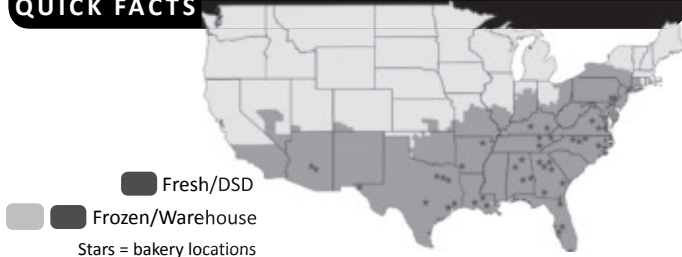 QUICK FACTS
Fresh/DSD
Frozen/Warehouse
Stars = bakery locations